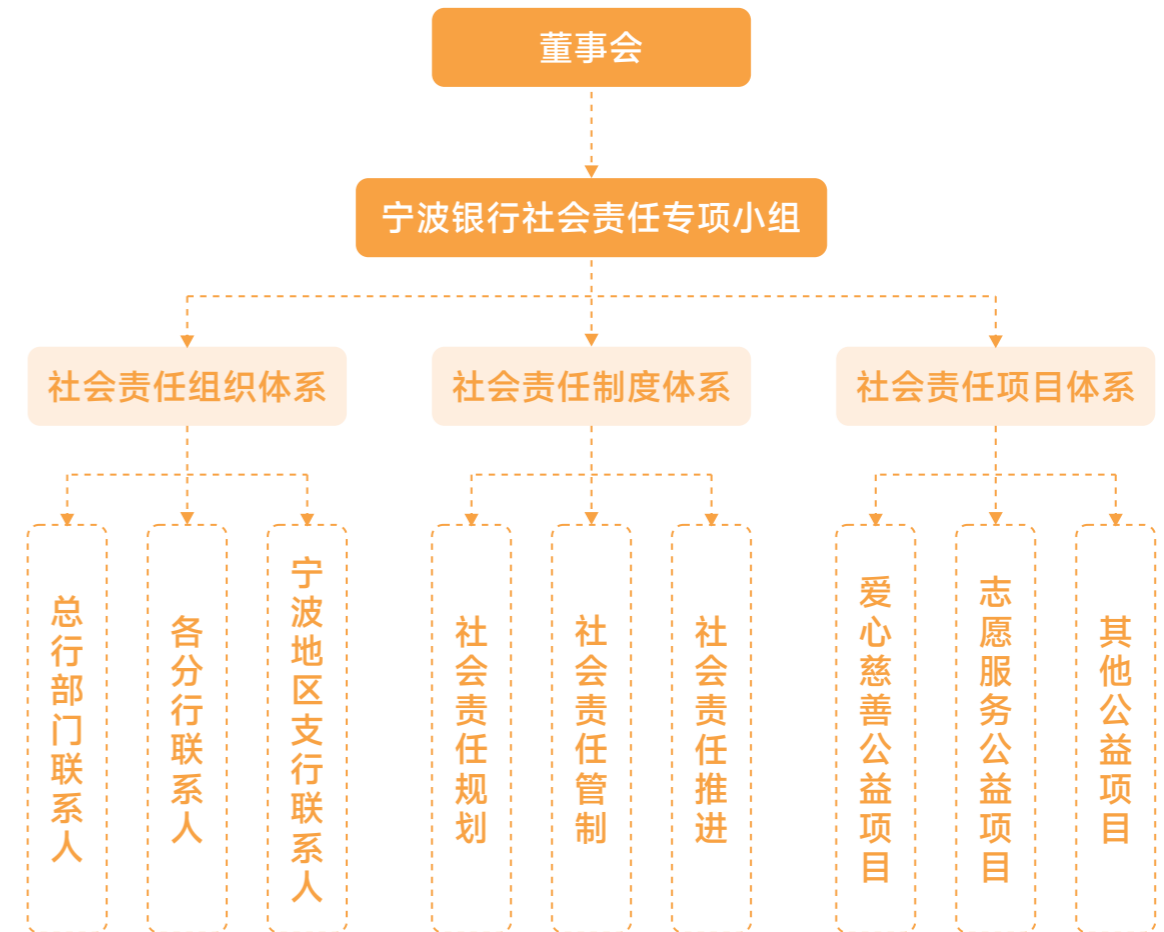 董事会
宁波银行社会责任专项小组
社会责任组织体系
社会责任制度体系
社会责任项目体系
总行部门联系人
各分行联系人
宁波地区支行联系人
社会责任规划
社会责任管制
社会责任推进
爱心慈善公益项目
志愿服务公益项目
其他公益项目